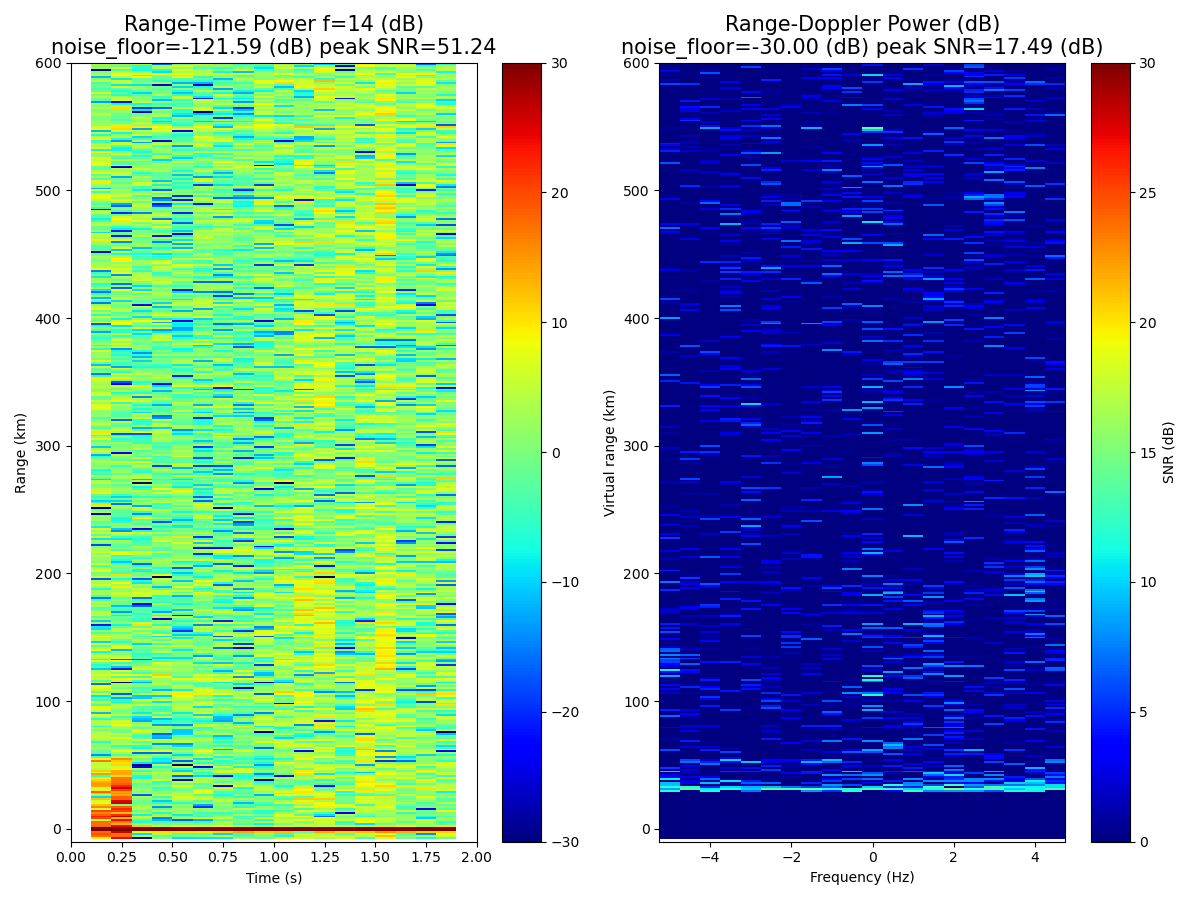 Range-Time Power f=14 (dB)
noise_floor=-121.59 (dB) peak SNR=51.24
Range (km)
600
500
400
300
200
100
0
0.00 0.25 0.50 0.75 1.00 1.25 1.50 1.75 2.00
Time (s)
30
20
10
0
−10
−20
−30
Range-Doppler Power (dB)
noise_floor=-30.00 (dB) peak SNR=17.49 (dB)
Virtual range (km)
600
500
400
300
200
100
0
−4 −2 0 2 4
Frequency (Hz)
30
25
20
15
10
5
0
SNR (dB)